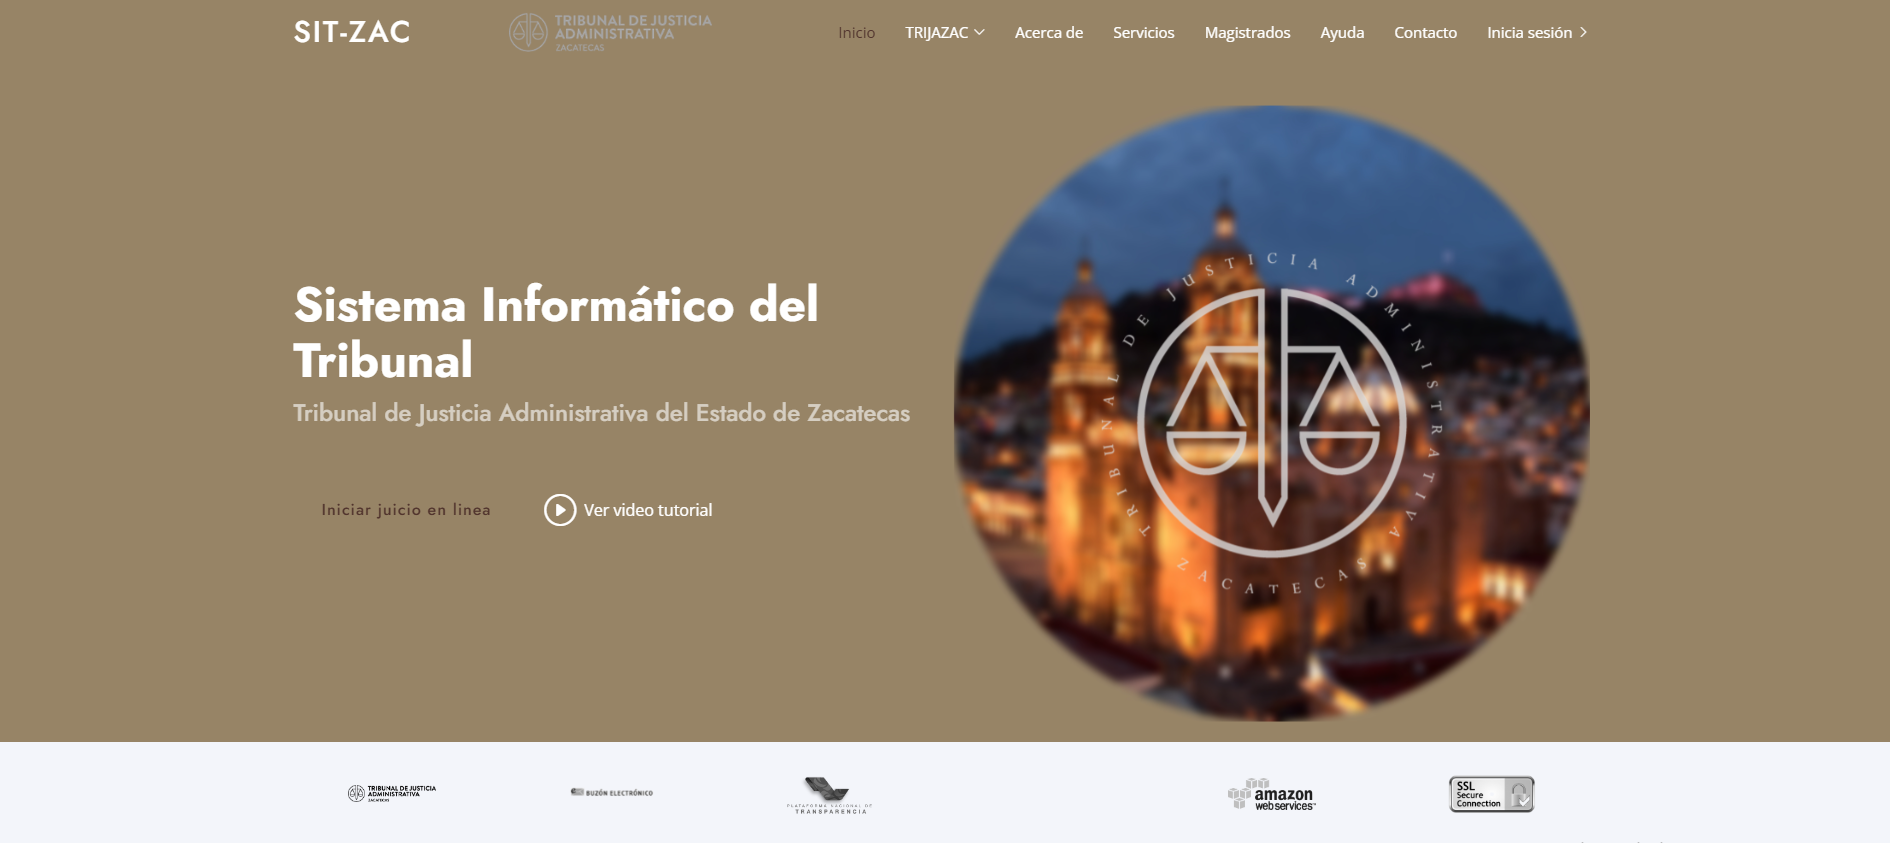 SIT-ZAC
TRIBUNAL DE JUSTICIA
ADMINISTRATIVA
ZACATECAS
Inicio
TRIJAZAC
Acerca de
Servicios
Magistrados
Ayuda
Contacto
Inicia sesión
Sistema Informático del
Tribunal
Tribunal de Justicia Administrativa del Estado de Zacatecas
Iniciar juicio en linea
Ver video tutorial
TRIBUNAL DE JUSTICIA ADMINISTRATIVA
ZACATECAS
TRIBUNAL DE JUSTICIA
ADMINISTRATIVA
ZACATECAS
BUZÓN ELECTRÓNICO
PLATAFORMA NACIONAL DE
TRANSPARENCIA
amazon
webservices™
SSL
Secure
Connection